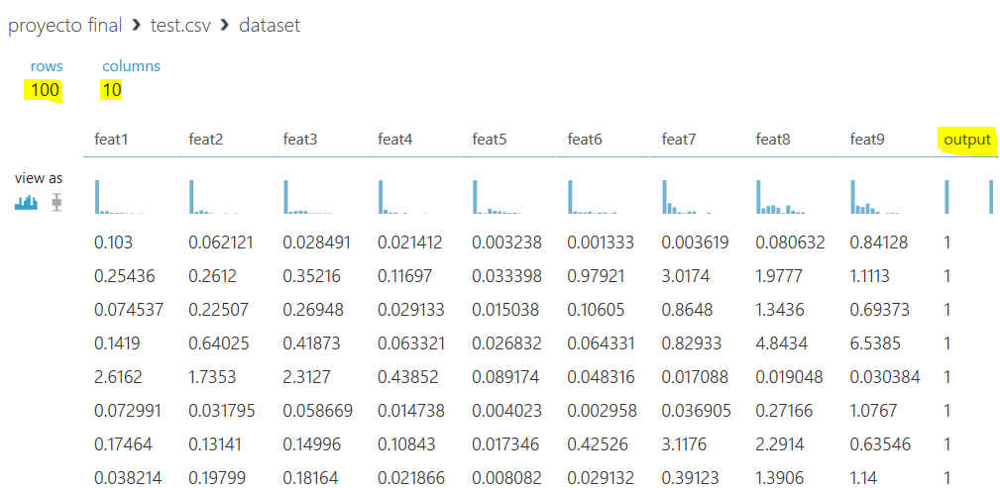 proyecto final > test.csv > dataset
rows columns
100 10
feat1 feat2 feat3 feat4 feat5 feat6 feat7 feat8 feat9 output
view as
0.103 0.062121 0.028491 0.021412 0.003238 0.001333 0.003619 0.080632 0.84128 1
0.25436 0.2612 0.35216 0.11697 0.033398 0.97921 3.0174 1.9777 1.1113 1
0.074537 0.22507 0.26948 0.029133 0.015038 0.10605 0.8648 1.3436 0.69373 1
0.1419 0.64025 0.41873 0.063321 0.026832 0.064331 0.82933 4.8434 6.5385 1
2.6162 1.7353 2.3127 0.43852 0.089174 0.048316 0.017088 0.019048 0.030384 1
0.072991 0.031795 0.058669 0.014738 0.004023 0.002958 0.036905 0.27166 1.0767 1
0.17464 0.13141 0.14996 0.10843 0.017346 0.42526 3.1176 2.2914 0.63546 1
0.038214 0.19799 0.18164 0.021866 0.008082 0.029132 0.39123 1.3906 1.14 1